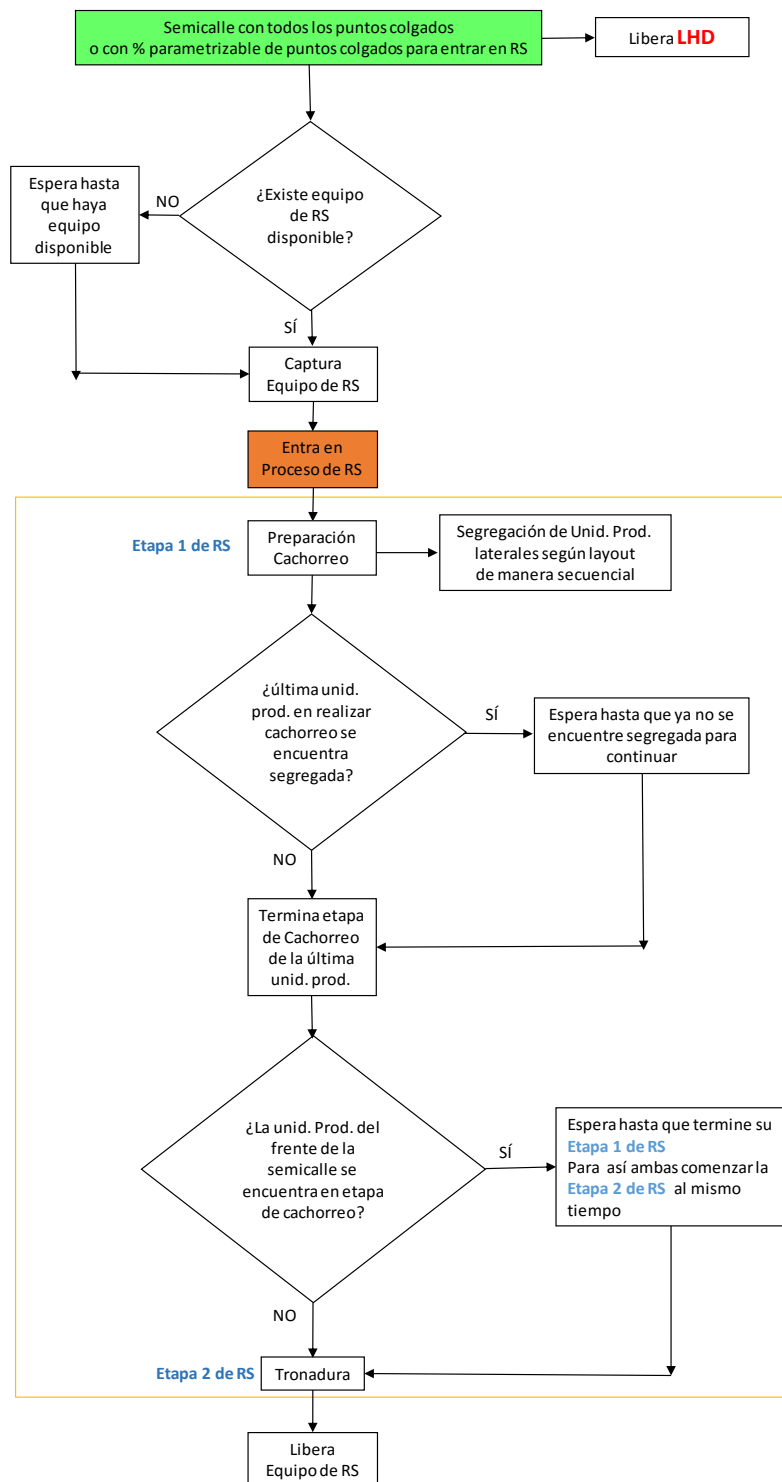 Semicalle con todos los puntos colgados
o con % parametrizable de puntos colgados para entrar en RS
Libera LHD
¿Existe equipo
de RS
disponible?
NO
Espera hasta
que haya
equipo
disponible
SÍ
Captura
Equipo de RS
Entra en
Proceso de RS
Etapa 1 de RS
Preparación
Cachorreo
Segregación de Unid. Prod.
laterales según layout
de manera secuencial
¿última unid.
prod. en realizar
cachorreo se
encuentra
segregada?
SÍ
Espera hasta que ya no se
encuentre segregada para
continuar
NO
Termina etapa
de Cachorreo
de la última
unid. prod.
¿La unid. Prod. del
frente de la
semicalle se
encuentra en etapa
de cachorreo?
SÍ
Espera hasta que termine su
Etapa 1 de RS
Para así ambas comenzar la
Etapa 2 de RS al mismo
tiempo
NO
Etapa 2 de RS
Tronadura
Libera
Equipo de RS